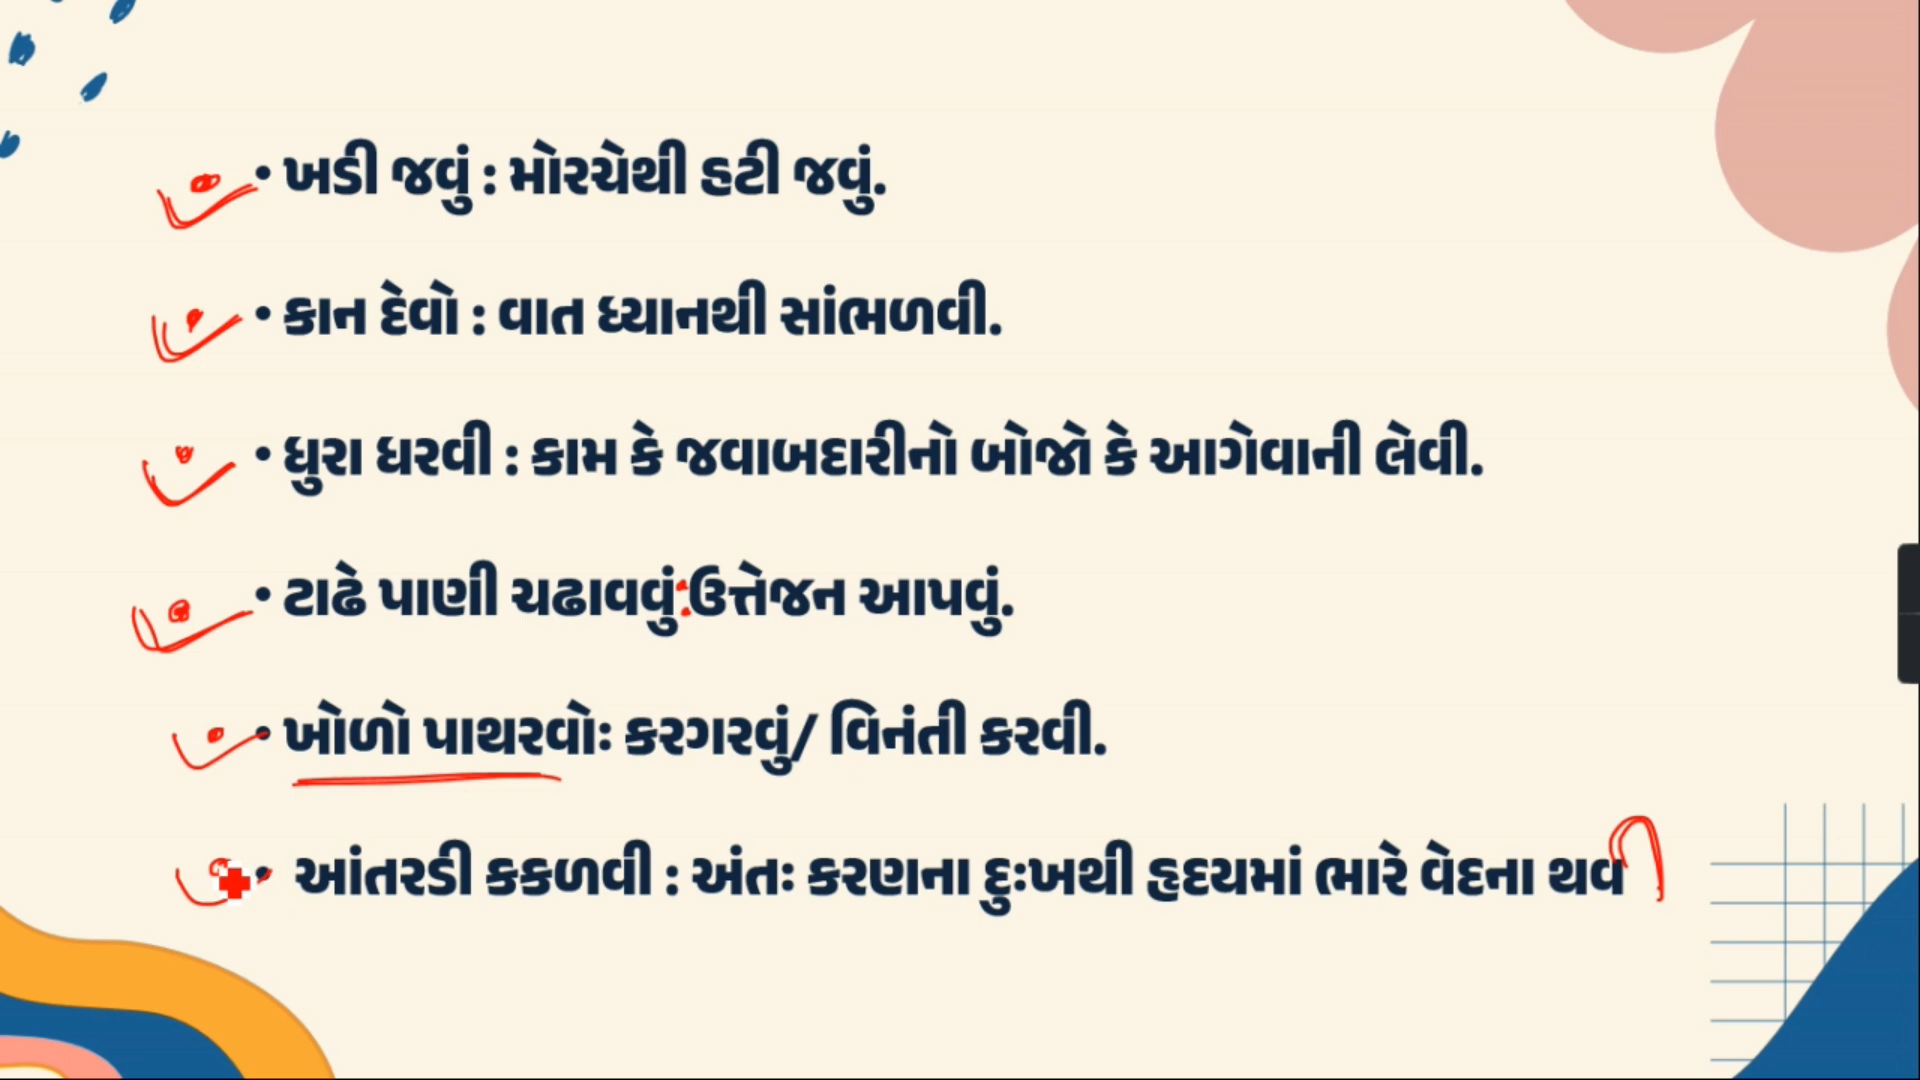 • ખડી જવું : મોરચેથી હટી જવું.
• કાન દેવો : વાત ધ્યાનથી સાંભળવી.
• ધુરા ધરવી : કામ કે જવાબદારીનો બોજો કે આગેવાની લેવી.
• ટાઢે પાણી ચઢાવવું:ઉત્તેજન આપવું.
• ખોળો પાથરવોઃ કરગરવું/ વિનંતી કરવી.
• આંતરડી કકળવી : અંતઃ કરણના દુઃખથી હૃદયમાં ભારે વેદના થવી